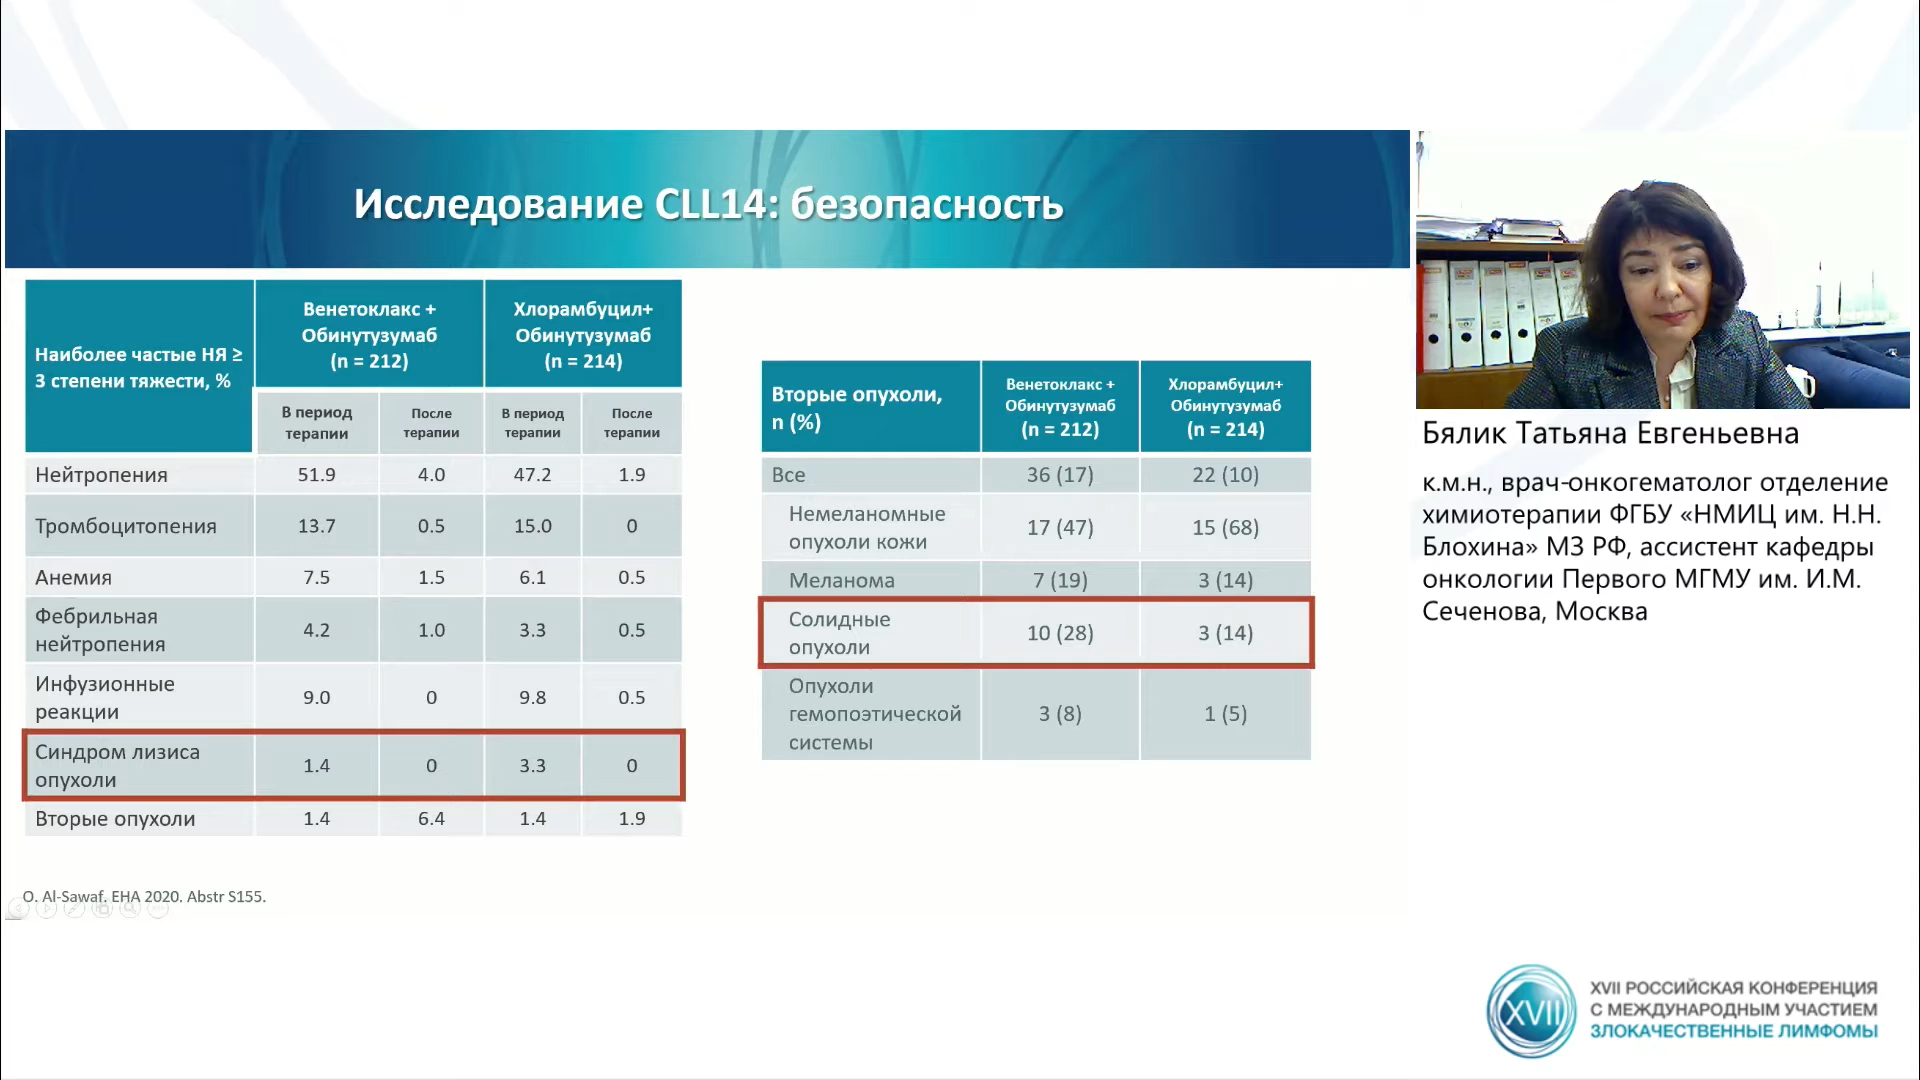 Исследование CLL14: безопасность
Наиболее частые НЯ ≥
3 степени тяжести, %
Венетоклакс +
Обинутузумаб
(n = 212)
Хлорамбуцил+
Обинутузумаб
(n = 214)
В период
терапии
После
терапии
В период
терапии
После
терапии
Нейтропения 51.9 4.0 47.2 1.9
Тромбоцитопения 13.7 0.5 15.0 0
Анемия 7.5 1.5 6.1 0.5
Фебрильная
нейтропения 4.2 1.0 3.3 0.5
Инфузионные
реакции 9.0 0 9.8 0.5
Синдром лизиса
опухоли 1.4 0 3.3 0
Вторые опухоли 1.4 6.4 1.4 1.9
Вторые опухоли,
n (%)
Венетоклакс +
Обинутузумаб
(n = 212)
Хлорамбуцил+
Обинутузумаб
(n = 214)
Все 36 (17) 22 (10)
Немеланомные
опухоли кожи 17 (47) 15 (68)
Меланома 7 (19) 3 (14)
Солидные
опухоли 10 (28) 3 (14)
Опухоли
гемопоэтической
системы 3 (8) 1 (5)
O. Al-Sawaf. EHA 2020. Abstr S155.
Бялик Татьяна Евгеньевна
к.м.н., врач-онкогематолог отделение
химиотерапии ФГБУ «НМИЦ им. Н.Н.
Блохина» МЗ РФ, ассистент кафедры
онкологии Первого МГМУ им. И.М.
Сеченова, Москва
XVII
XVII РОССИЙСКАЯ КОНФЕРЕНЦИЯ
С МЕЖДУНАРОДНЫМ УЧАСТИЕМ
ЗЛОКАЧЕСТВЕННЫЕ ЛИМФОМЫ